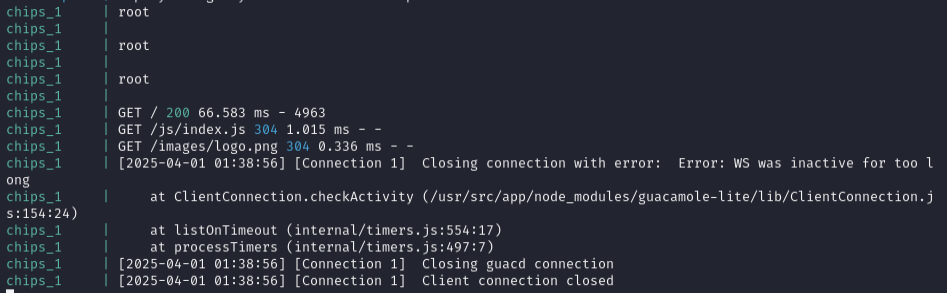 chips_1 | root
chips_1 |
chips_1 | root
chips_1 |
chips_1 | root
chips_1 |
chips_1 | GET / 200 66.583 ms - 4963
chips_1 | GET /js/index.js 304 1.015 ms - -
chips_1 | GET /images/logo.png 304 0.336 ms - -
chips_1 | [2025-04-01 01:38:56] [Connection 1]  Closing connection with error:  Error: WS was inactive for too l
ong
chips_1 |     at ClientConnection.checkActivity (/usr/src/app/node_modules/guacamole-lite/lib/ClientConnection.j
s:154:24)
chips_1 |     at listOnTimeout (internal/timers.js:554:17)
chips_1 |     at processTimers (internal/timers.js:497:7)
chips_1 | [2025-04-01 01:38:56] [Connection 1]  Closing guacd connection
chips_1 | [2025-04-01 01:38:56] [Connection 1]  Client connection closed